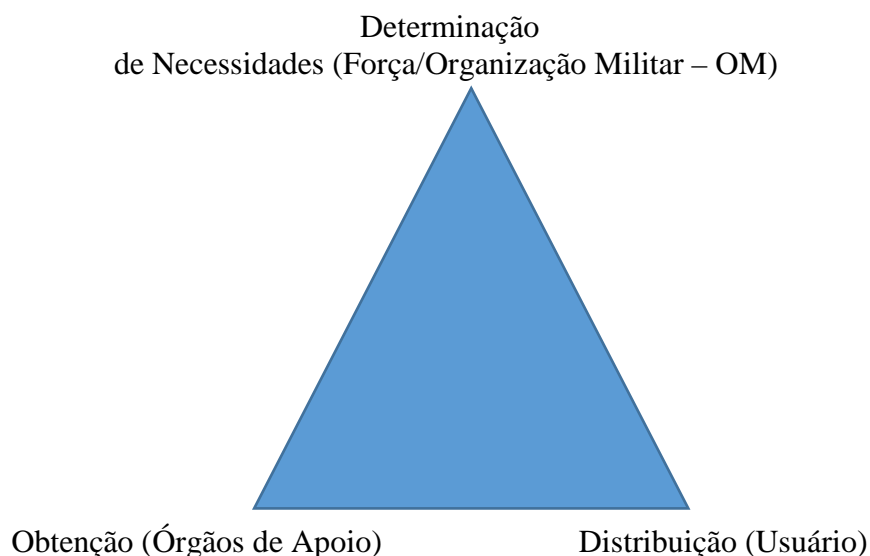 Determinação
de Necessidades (Força/Organização Militar – OM)
Obtenção (Órgãos de Apoio)
Distribuição (Usuário)